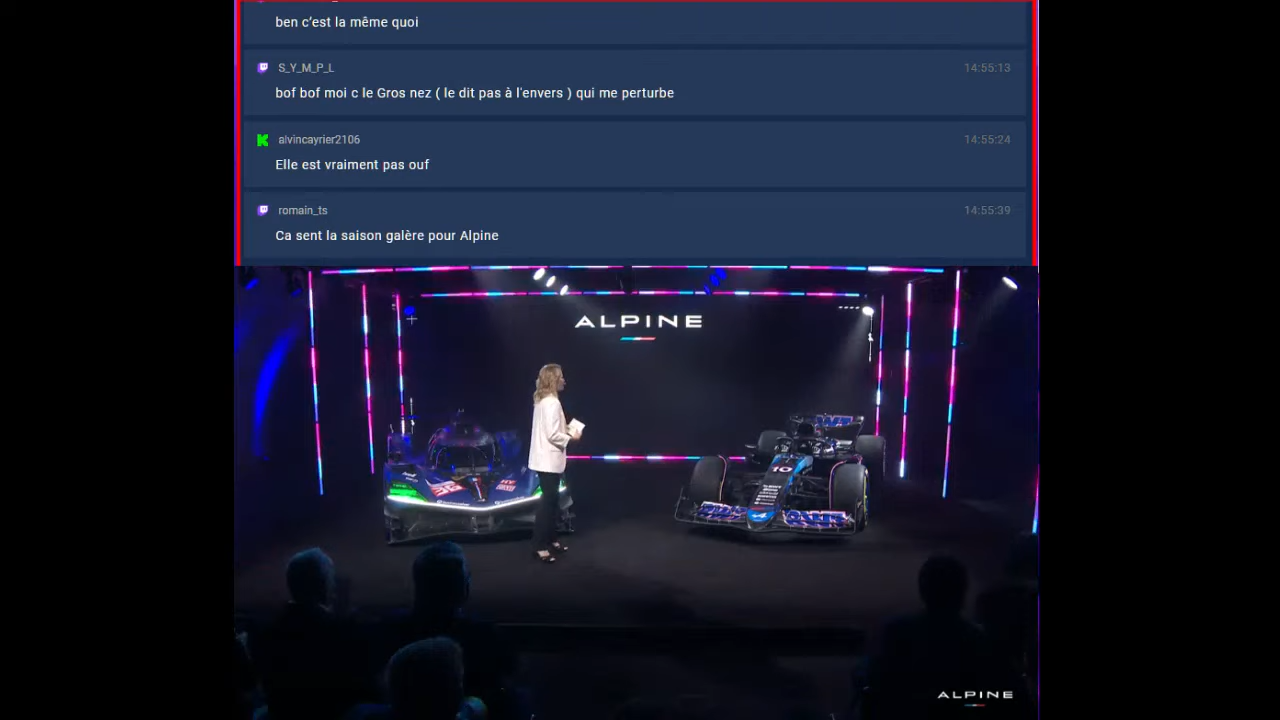 ben c'est la même quoi
S_Y_M_P_L 14:55:13
bof bof moi c le Gros nez ( le dit pas à l'envers ) qui me perturbe
alvincayrier2106 14:55:24
Elle est vraiment pas ouf
romain_ts 14:55:39
Ca sent la saison galère pour Alpine
ALPINE
10
ALPINE